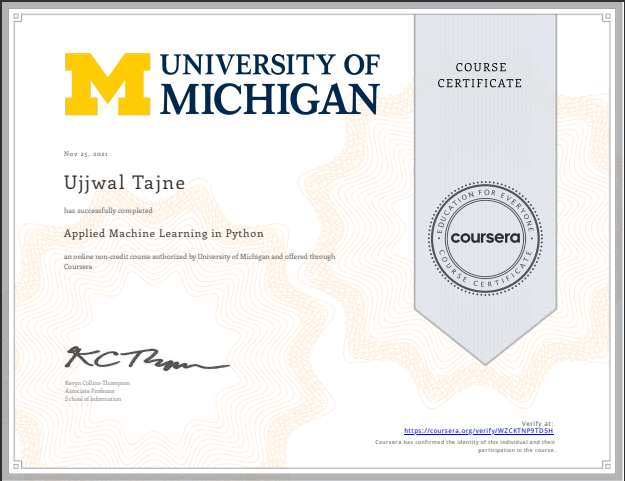 M UNIVERSITY OF
MICHIGAN
COURSE
CERTIFICATE
Nov 25, 2021
Ujjwal Tajne
has successfully completed
Applied Machine Learning in Python
an online non-credit course authorized by University of Michigan and offered through
Coursera
EDUCATION FOR EVERYONE
coursera
COURSE CERTIFICATE
Kevyn Collins-Thompson
Associate Professor
School of Information
Verify at:
https://coursera.org/verify/WZCKTNP9TD5H
Coursera has confirmed the identity of this individual and their
participation in the course.